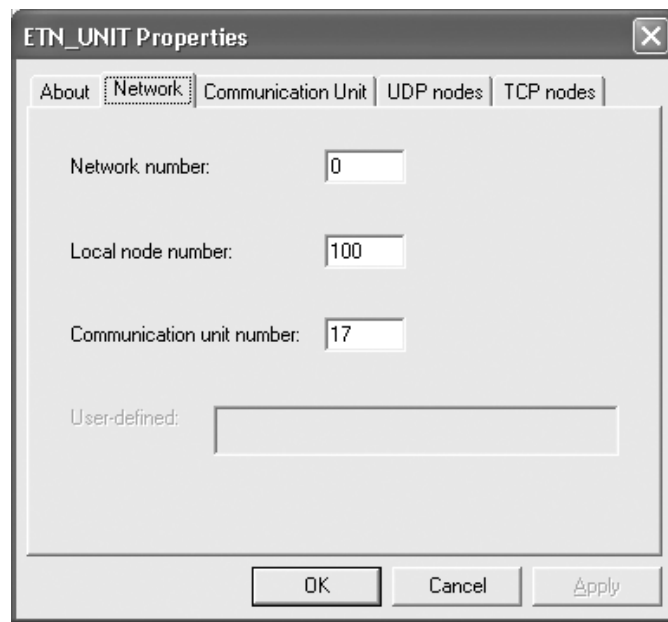 ETN_UNIT Properties
About Network Communication Unit UDP nodes TCP nodes
Network number: 0
Local node number: 100
Communication unit number: 17
User-defined:
OK Cancel Apply